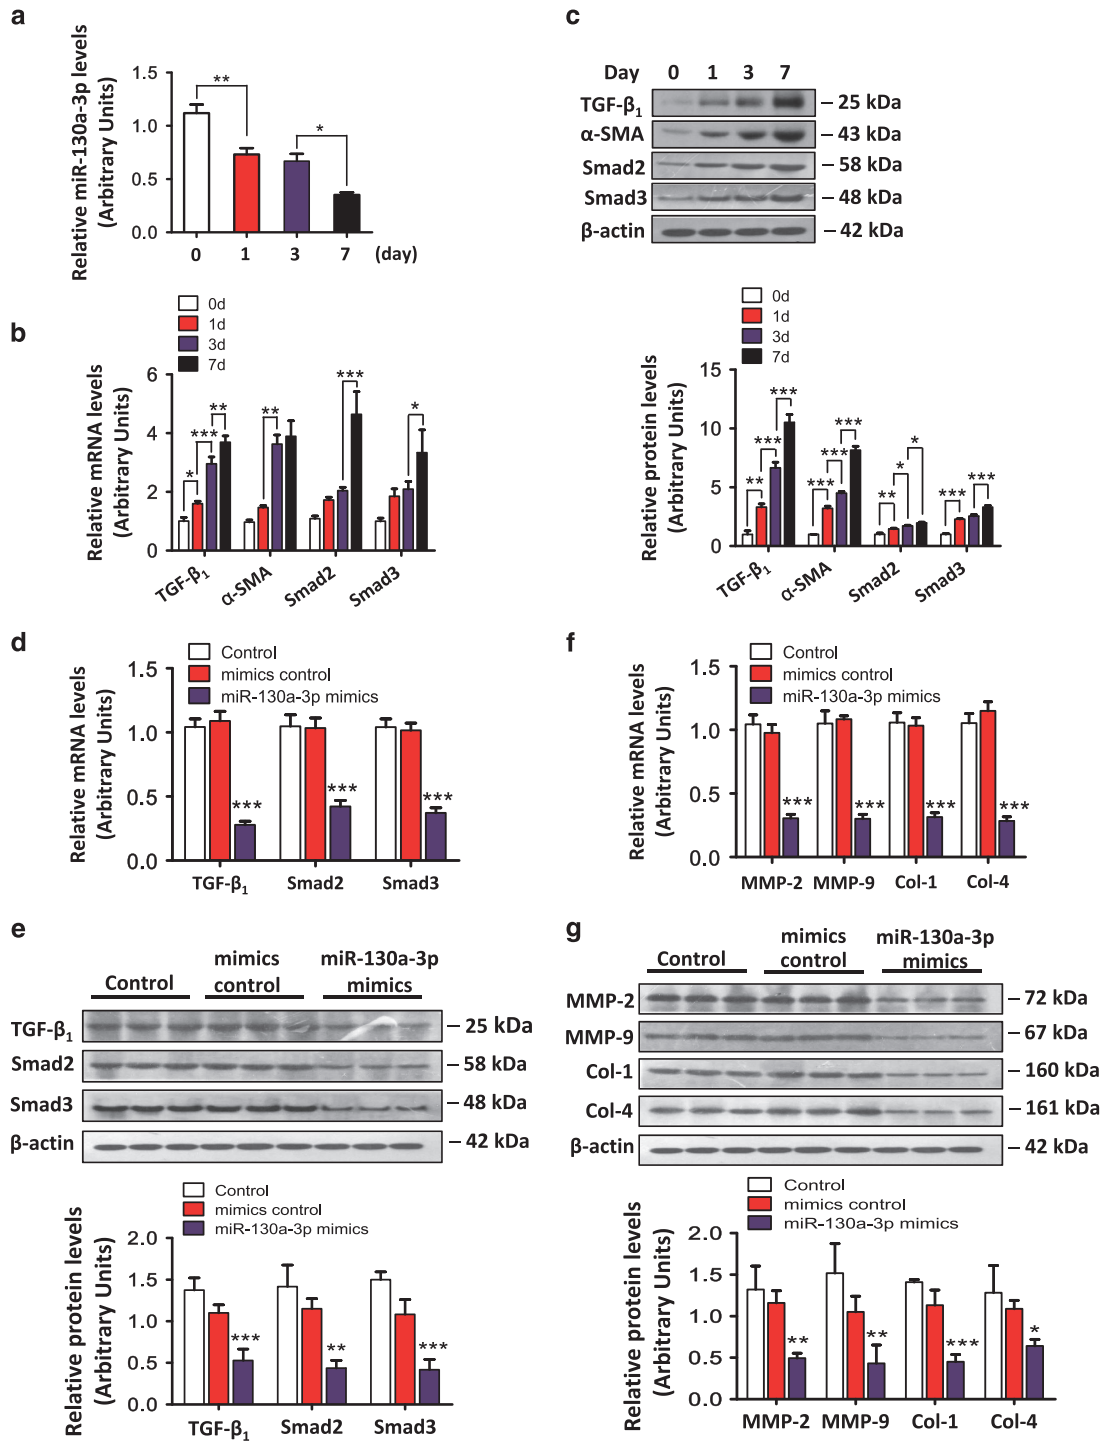 a
Relative miR-130a-3p levels
(Arbitrary Units)
1.5
1.0
0.5
0.0
**
*
0 1 3 7 (day)
b
0d
1d
3d
7d
Relative mRNA levels
(Arbitrary Units)
6
4
2
0
* *** ** ** *** *
TGF-β1 α-SMA Smad2 Smad3
c
Day 0 1 3 7
TGF-β1 – 25 kDa
α-SMA – 43 kDa
Smad2 – 58 kDa
Smad3 – 48 kDa
β-actin – 42 kDa
0d
1d
3d
7d
Relative protein levels
(Arbitrary Units)
15
10
5
0
** *** *** *** *** *** ** * * *** ***
TGF-β1 α-SMA Smad2 Smad3
d
Control
mimics control
miR-130a-3p mimics
Relative mRNA levels
(Arbitrary Units)
1.5
1.0
0.5
0.0
*** *** ***
TGF-β1 Smad2 Smad3
f
Control
mimics control
miR-130a-3p mimics
Relative mRNA levels
(Arbitrary Units)
1.5
1.0
0.5
0.0
*** *** *** ***
MMP-2 MMP-9 Col-1 Col-4
e
Control mimics control miR-130a-3p mimics
TGF-β1 – 25 kDa
Smad2 – 58 kDa
Smad3 – 48 kDa
β-actin – 42 kDa
Control
mimics control
miR-130a-3p mimics
Relative protein levels
(Arbitrary Units)
2.0
1.5
1.0
0.5
0.0
*** ** ***
TGF-β1 Smad2 Smad3
g
Control mimics control miR-130a-3p mimics
MMP-2 – 72 kDa
MMP-9 – 67 kDa
Col-1 – 160 kDa
Col-4 – 161 kDa
β-actin – 42 kDa
Control
mimics control
miR-130a-3p mimics
Relative protein levels
(Arbitrary Units)
2.0
1.5
1.0
0.5
0.0
** ** *** *
MMP-2 MMP-9 Col-1 Col-4